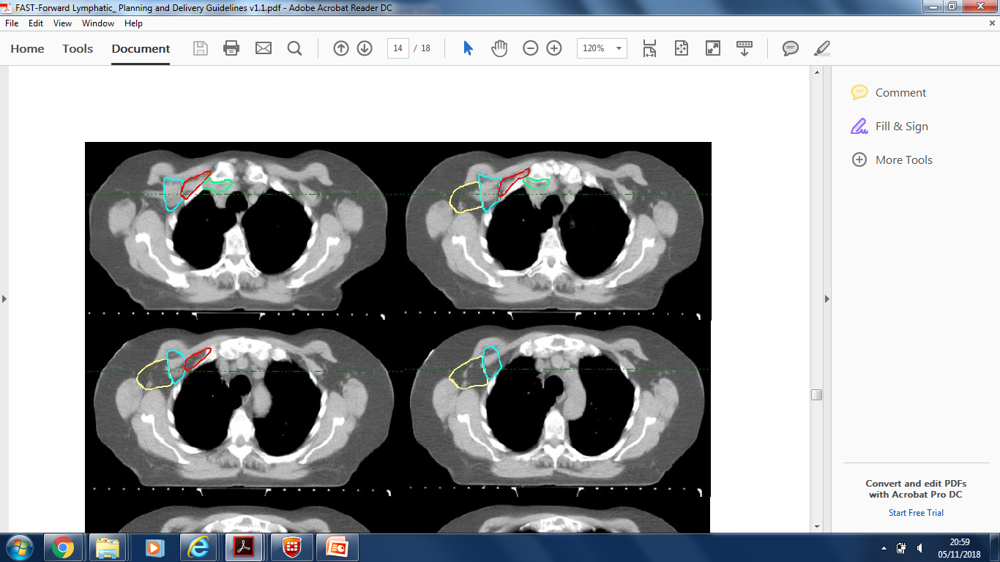 FAST-Forward Lymphatic_ Planning and Delivery Guidelines v1.1.pdf - Adobe Acrobat Reader DC
File Edit View Window Help
Home Tools Document 14 / 18 120%
Comment
Fill & Sign
More Tools
Convert and edit PDFs
with Acrobat Pro DC
Start Free Trial
20:59
05/11/2018